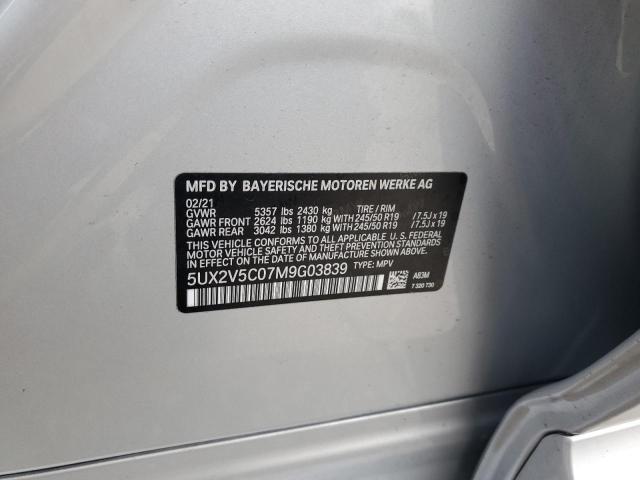 MFD BY BAYERISCHE MOTOREN WERKE AG
02/21
GVWR 5357 lbs 2430 kg TIRE / RIM
GAWR FRONT 2624 lbs 1190 kg WITH 245/50 R19 / 7.5J x 19
GAWR REAR 3042 lbs 1380 kg WITH 245/50 R19 / 7.5J x 19
THIS VEHICLE CONFORMS TO ALL APPLICABLE U.S. FEDERAL
MOTOR VEHICLE SAFETY AND THEFT PREVENTION STANDARDS
IN EFFECT ON THE DATE OF MANUFACTURE SHOWN ABOVE.
5UX2V5C07M9G03839 TYPE: MPV
A83M
7 320 730